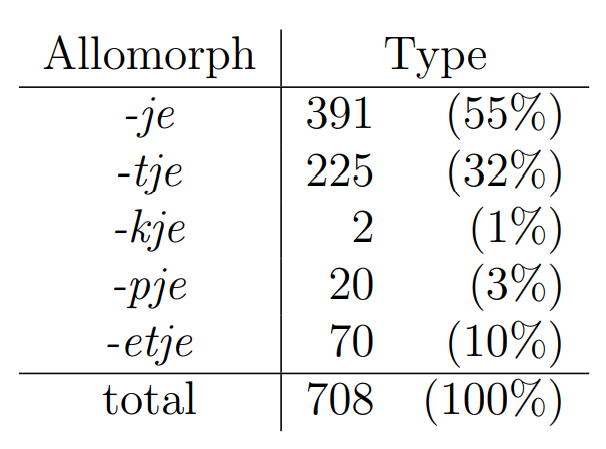 Allomorph Type
-je 391 (55%)
-tje 225 (32%)
-kje 2 (1%)
-pje 20 (3%)
-etje 70 (10%)
total 708 (100%)